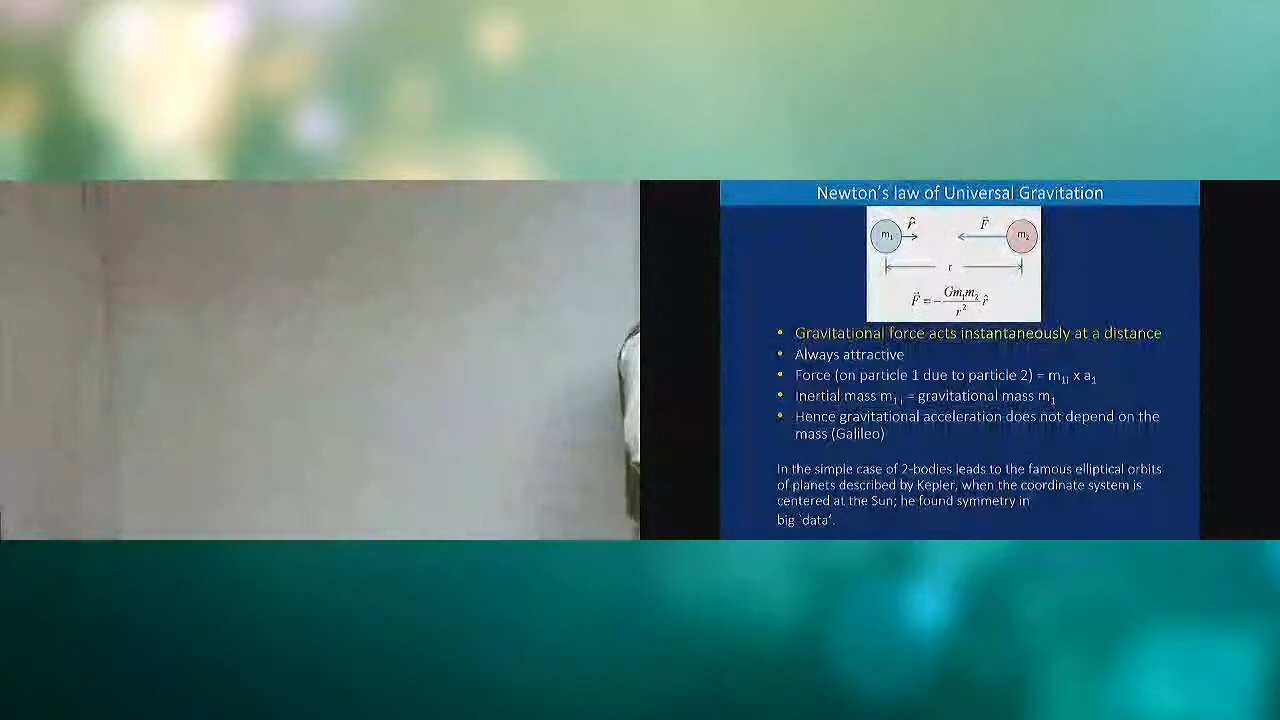 Newton's law of Universal Gravitation
m₁ r̂ F⃗ m₂
r
F⃗ = - Gm₁m₂ / r² r̂
• Gravitational force acts instantaneously at a distance
• Always attractive
• Force (on particle 1 due to particle 2) = m₁ᵢ x a₁
• Inertial mass m₁ᵢ = gravitational mass m₁
• Hence gravitational acceleration does not depend on the
mass (Galileo)
In the simple case of 2-bodies leads to the famous elliptical orbits
of planets described by Kepler, when the coordinate system is
centered at the Sun; he found symmetry in
big `data'.